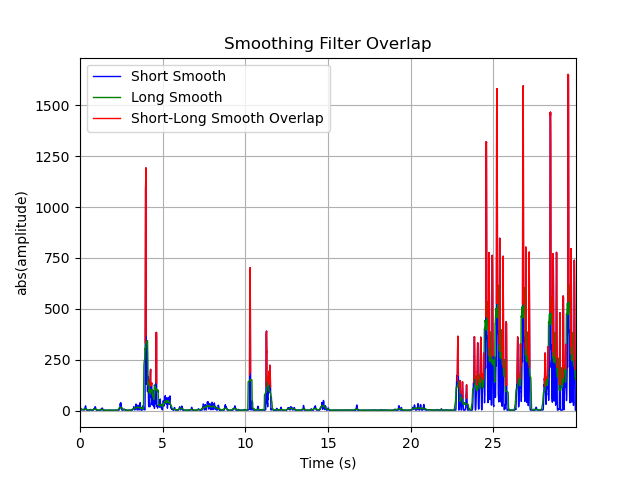 Smoothing Filter Overlap
Short Smooth
Long Smooth
Short-Long Smooth Overlap
abs(amplitude)
1500
1250
1000
750
500
250
0
0 5 10 15 20 25
Time (s)